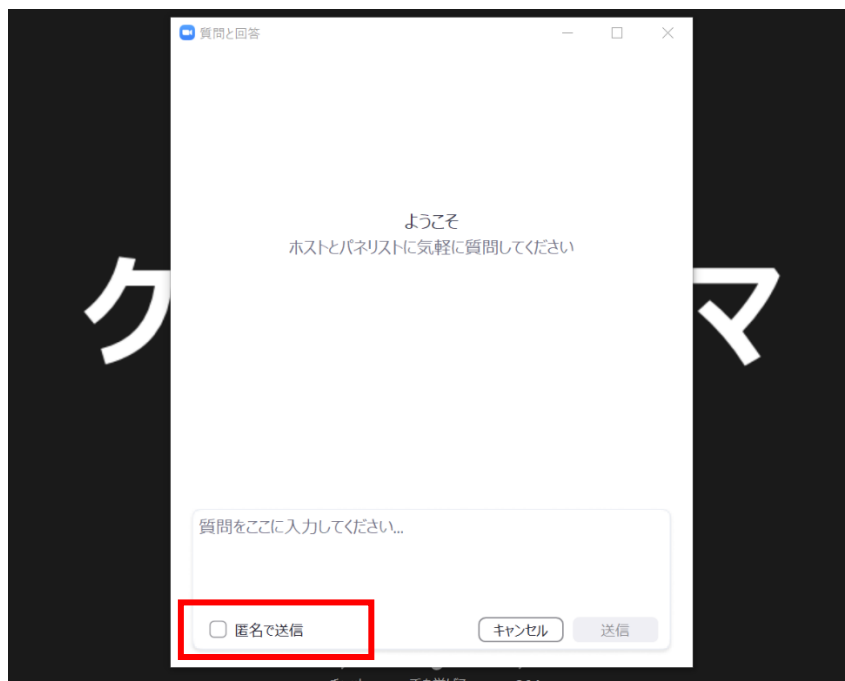 質問と回答
ようこそ
ホストとパネリストに気軽に質問してください
ク
マ
質問をここに入力してください...
匿名で送信
キャンセル
送信